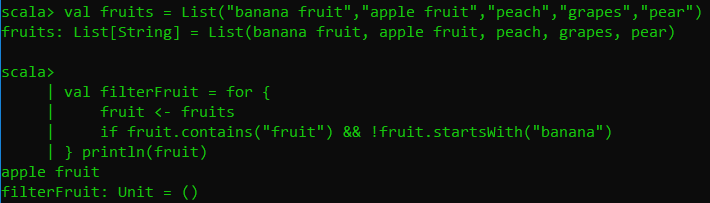 scala> val fruits = List("banana fruit","apple fruit","peach","grapes","pear")
fruits: List[String] = List(banana fruit, apple fruit, peach, grapes, pear)
scala>
| val filterFruit = for {
|     fruit <- fruits
|     if fruit.contains("fruit") && !fruit.startsWith("banana")
| } println(fruit)
apple fruit
filterFruit: Unit = ()